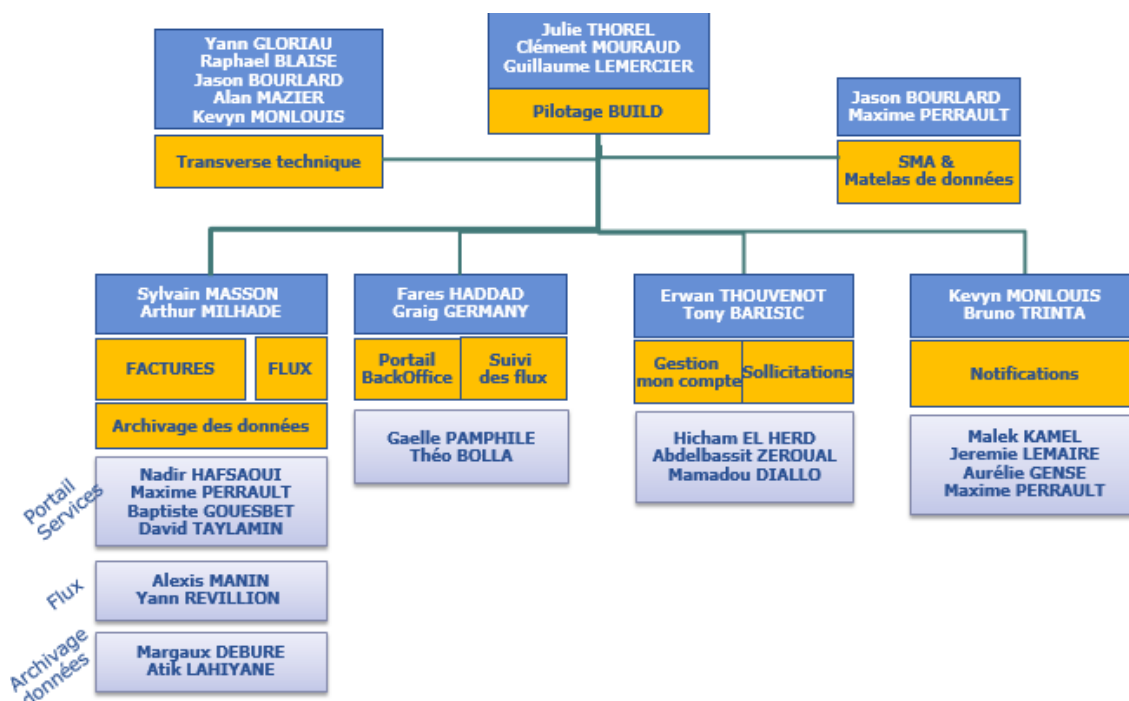 Julie THOREL
Clément MOURAUD
Guillaume LEMERCIER
Pilotage BUILD
Yann GLORIAU
Raphael BLAISE
Jason BOURLARD
Alan MAZIER
Kevyn MONLOUIS
Transverse technique
Jason BOURLARD
Maxime PERRAULT
SMA &
Matelas de données
Sylvain MASSON
Arthur MILHADE
FACTURES
FLUX
Archivage des données
Portail
Services
Nadir HAFSAOUI
Maxime PERRAULT
Baptiste GOUESBET
David TAYLAMIN
Flux
Alexis MANIN
Yann REVILLION
Archivage
données
Margaux DEBURE
Atik LAHIYANE
Fares HADDAD
Graig GERMANY
Portail
BackOffice
Suivi
des flux
Gaelle PAMPHILE
Théo BOLLA
Erwan THOUVENOT
Tony BARISIC
Gestion
mon compte
Sollicitations
Hicham EL HERD
Abdelbassit ZEROUAL
Mamadou DIALLO
Kevyn MONLOUIS
Bruno TRINTA
Notifications
Malek KAMEL
Jeremie LEMAIRE
Aurélie GENSE
Maxime PERRAULT